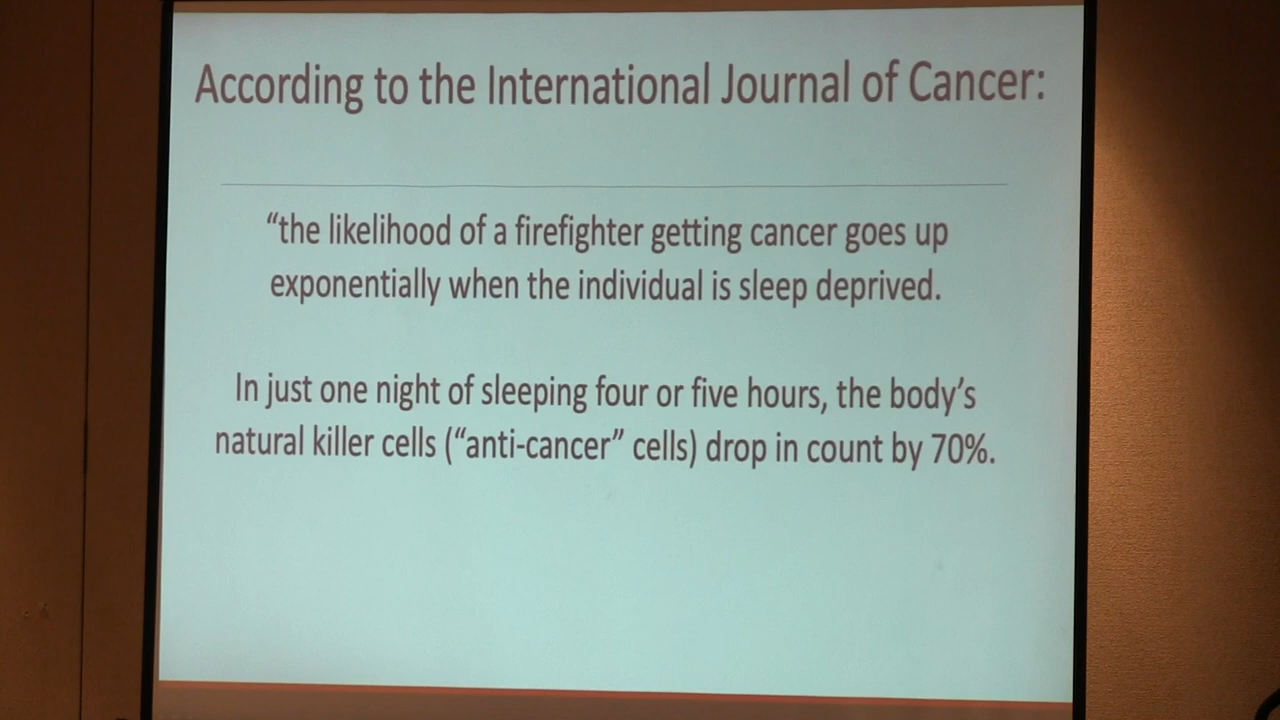 According to the International Journal of Cancer:
“the likelihood of a firefighter getting cancer goes up
exponentially when the individual is sleep deprived.
In just one night of sleeping four or five hours, the body’s
natural killer cells (“anti-cancer” cells) drop in count by 70%.